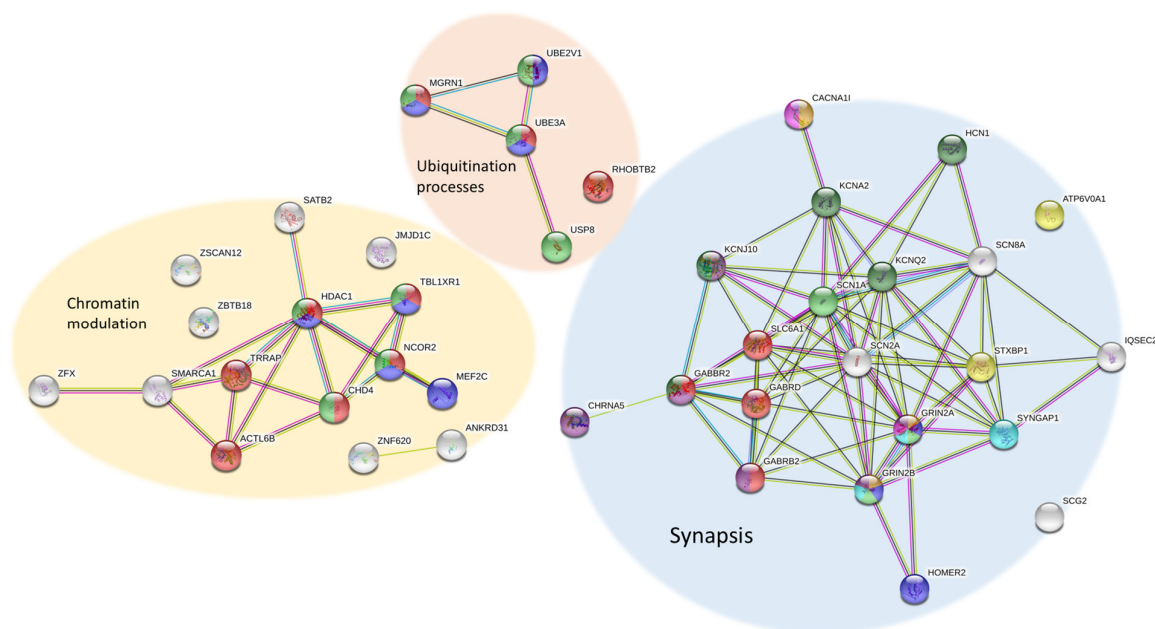 UBE2V1
MGRN1
UBE3A
RHOBTB2
Ubiquitination
processes
USP8
SATB2
JMJD1C
ZSCAN12
TBL1XR1
HDAC1
Chromatin
modulation
ZBTB18
NCOR2
TRRAP
MEF2C
ZFX
SMARCA1
CHD4
ACTL6B
ZNF620
ANKRD31
CACNA1I
HCN1
KCNA2
ATP6V0A1
KCNJ10
KCNQ2
SCN8A
SCN1A
SLC6A1
SCN2A
STXBP1
IQSEC2
GABBR2
GABRD
CHRNA5
GRIN2A
SYNGAP1
GABRB2
GRIN2B
SCG2
Synapsis
HOMER2